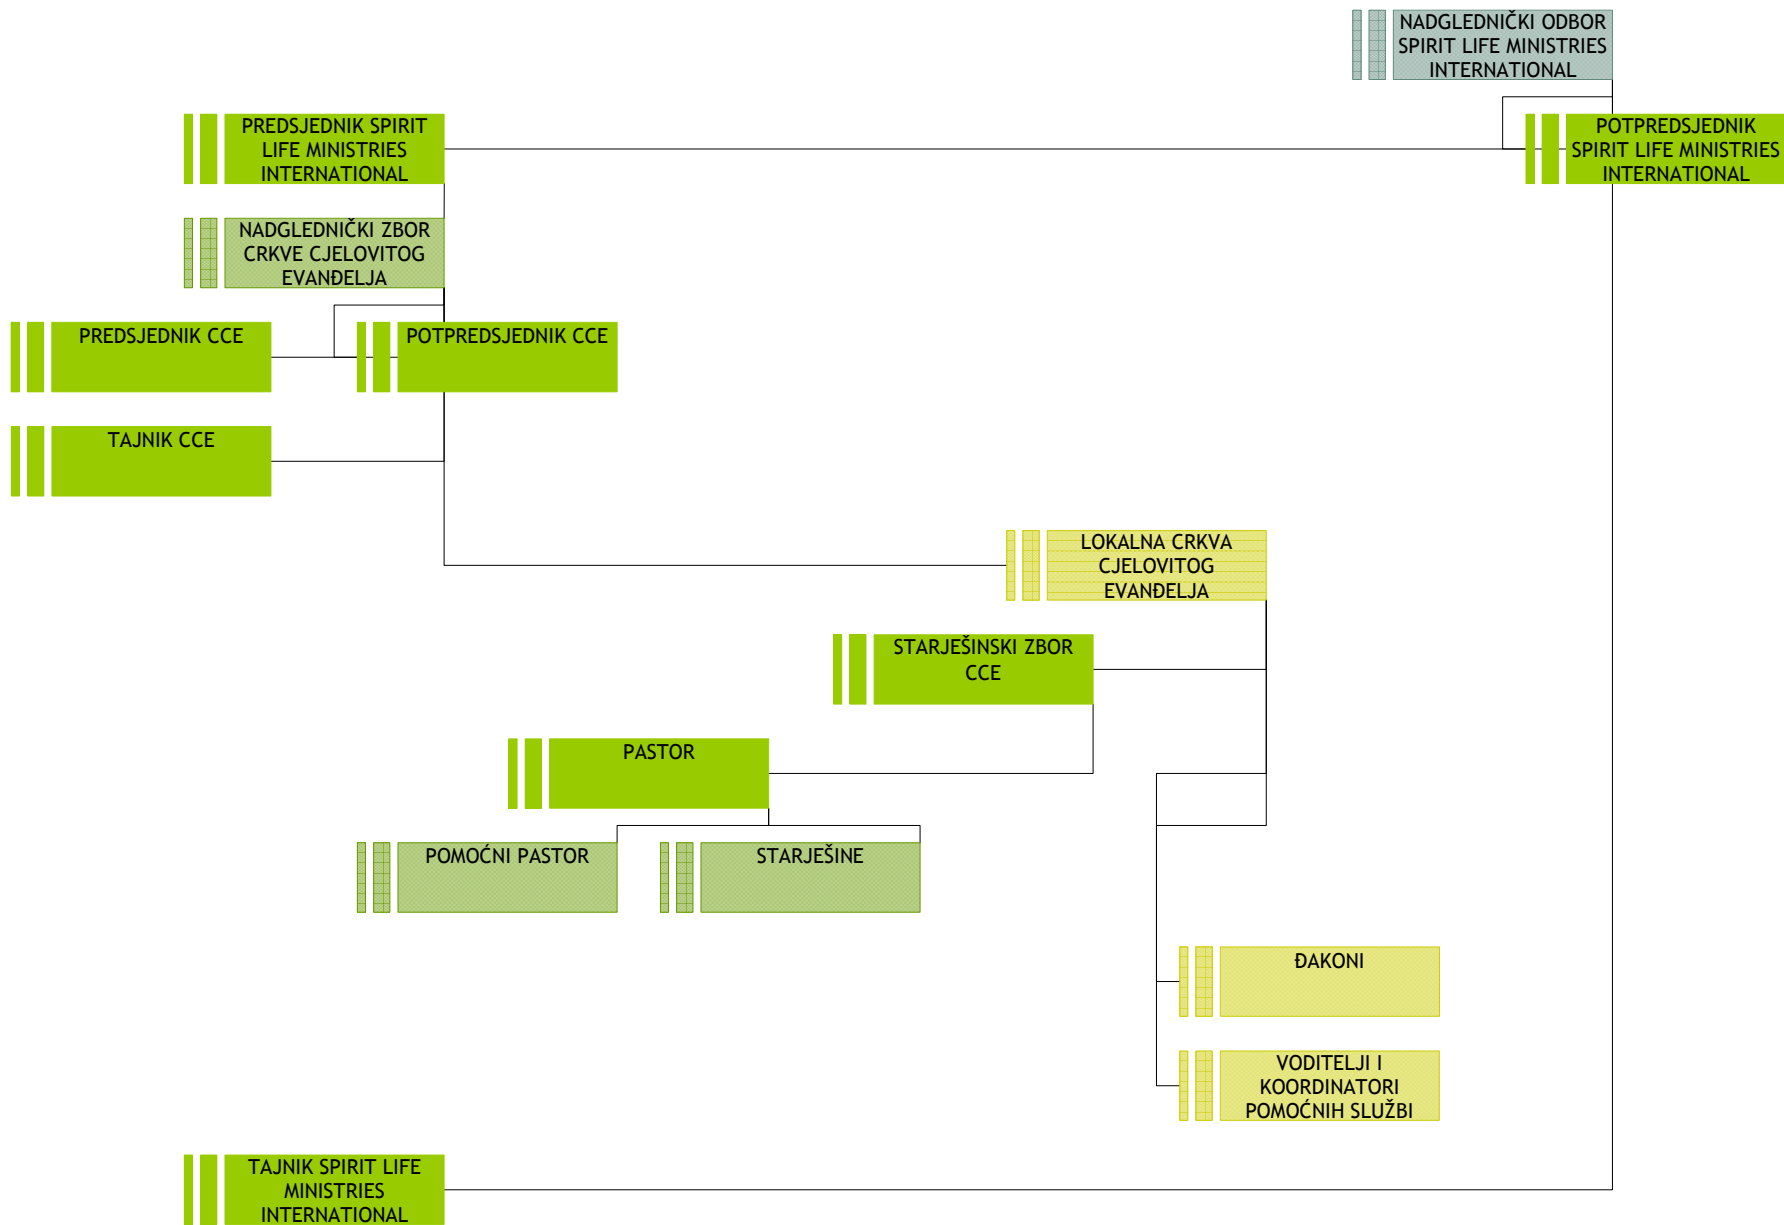 NADGLEDNIČKI ODBOR
SPIRIT LIFE MINISTRIES
INTERNATIONAL
PREDSJEDNIK SPIRIT
LIFE MINISTRIES
INTERNATIONAL
POTPREDSJEDNIK
SPIRIT LIFE MINISTRIES
INTERNATIONAL
NADGLEDNIČKI ZBOR
CRKVE CJELOVITOG
EVANĐELJA
PREDSJEDNIK CCE
POTPREDSJEDNIK CCE
TAJNIK CCE
LOKALNA CRKVA
CJELOVITOG
EVANĐELJA
STARJEŠINSKI ZBOR
CCE
PASTOR
POMOĆNI PASTOR
STARJEŠINE
ĐAKONI
VODITELJI I
KOORDINATORI
POMOĆNIH SLUŽBI
TAJNIK SPIRIT LIFE
MINISTRIES
INTERNATIONAL